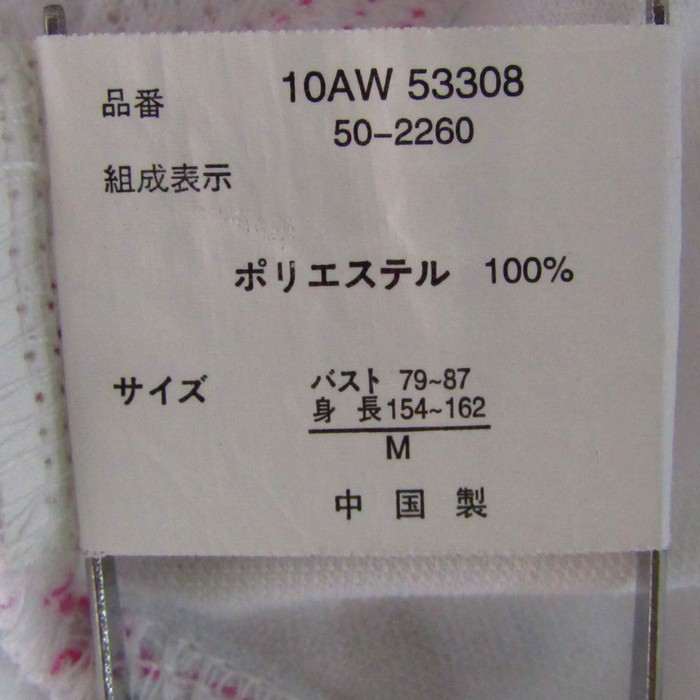 品番 10AW 53308
50-2260
組成表示
ポリエステル 100%
サイズ バスト 79~87
身 長154~162
M
中 国 製